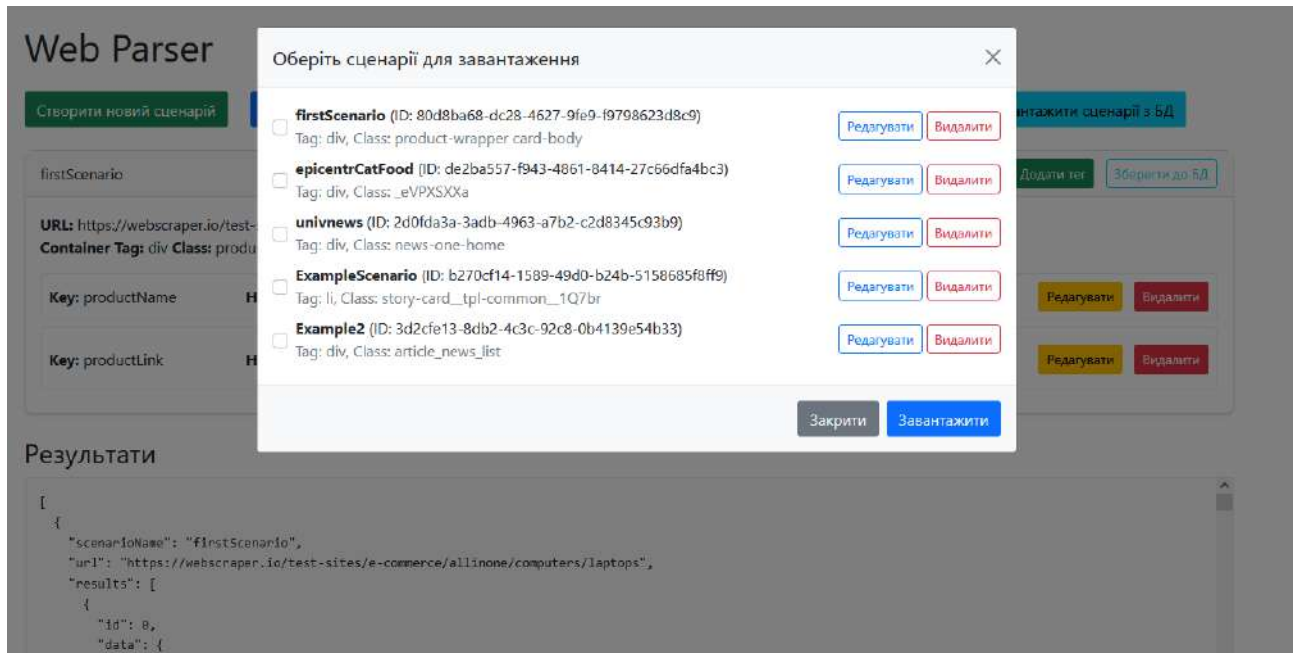 Web Parser
Оберіть сценарії для завантаження
Створити новий сценарій
нтажити сценарії з БД
firstScenario (ID: 80d8ba68-dc28-4627-9fe9-f9798623d8c9)
Tag: div, Class: product-wrapper card-body
Редагувати Видалити
epicentrCatFood (ID: de2ba557-f943-4861-8414-27c66dfa4bc3)
Tag: div, Class: _eVPXSXXa
Редагувати Видалити
univnews (ID: 2d0fda3a-3adb-4963-a7b2-c2d8345c93b9)
Tag: div, Class: news-one-home
Редагувати Видалити
ExampleScenario (ID: b270cf14-1589-49d0-b24b-5158685f8ff9)
Tag: li, Class: story-card__tpl-common__1Q7br
Редагувати Видалити
Example2 (ID: 3d2cfe13-8db2-4c3c-92c8-0b4139e54b33)
Tag: div, Class: article_news_list
Редагувати Видалити
Закрити Завантажити
firstScenario
Додати тег Зберегти до БД
URL: https://webscraper.io/test-
Container Tag: div Class: produ
Key: productName H
Редагувати Видалити
Key: productLink H
Редагувати Видалити
Результати
[
{
"scenarioName": "firstScenario",
"url": "https://webscraper.io/test-sites/e-commerce/allinone/computers/laptops",
"results": [
{
"id": 0,
"data": {